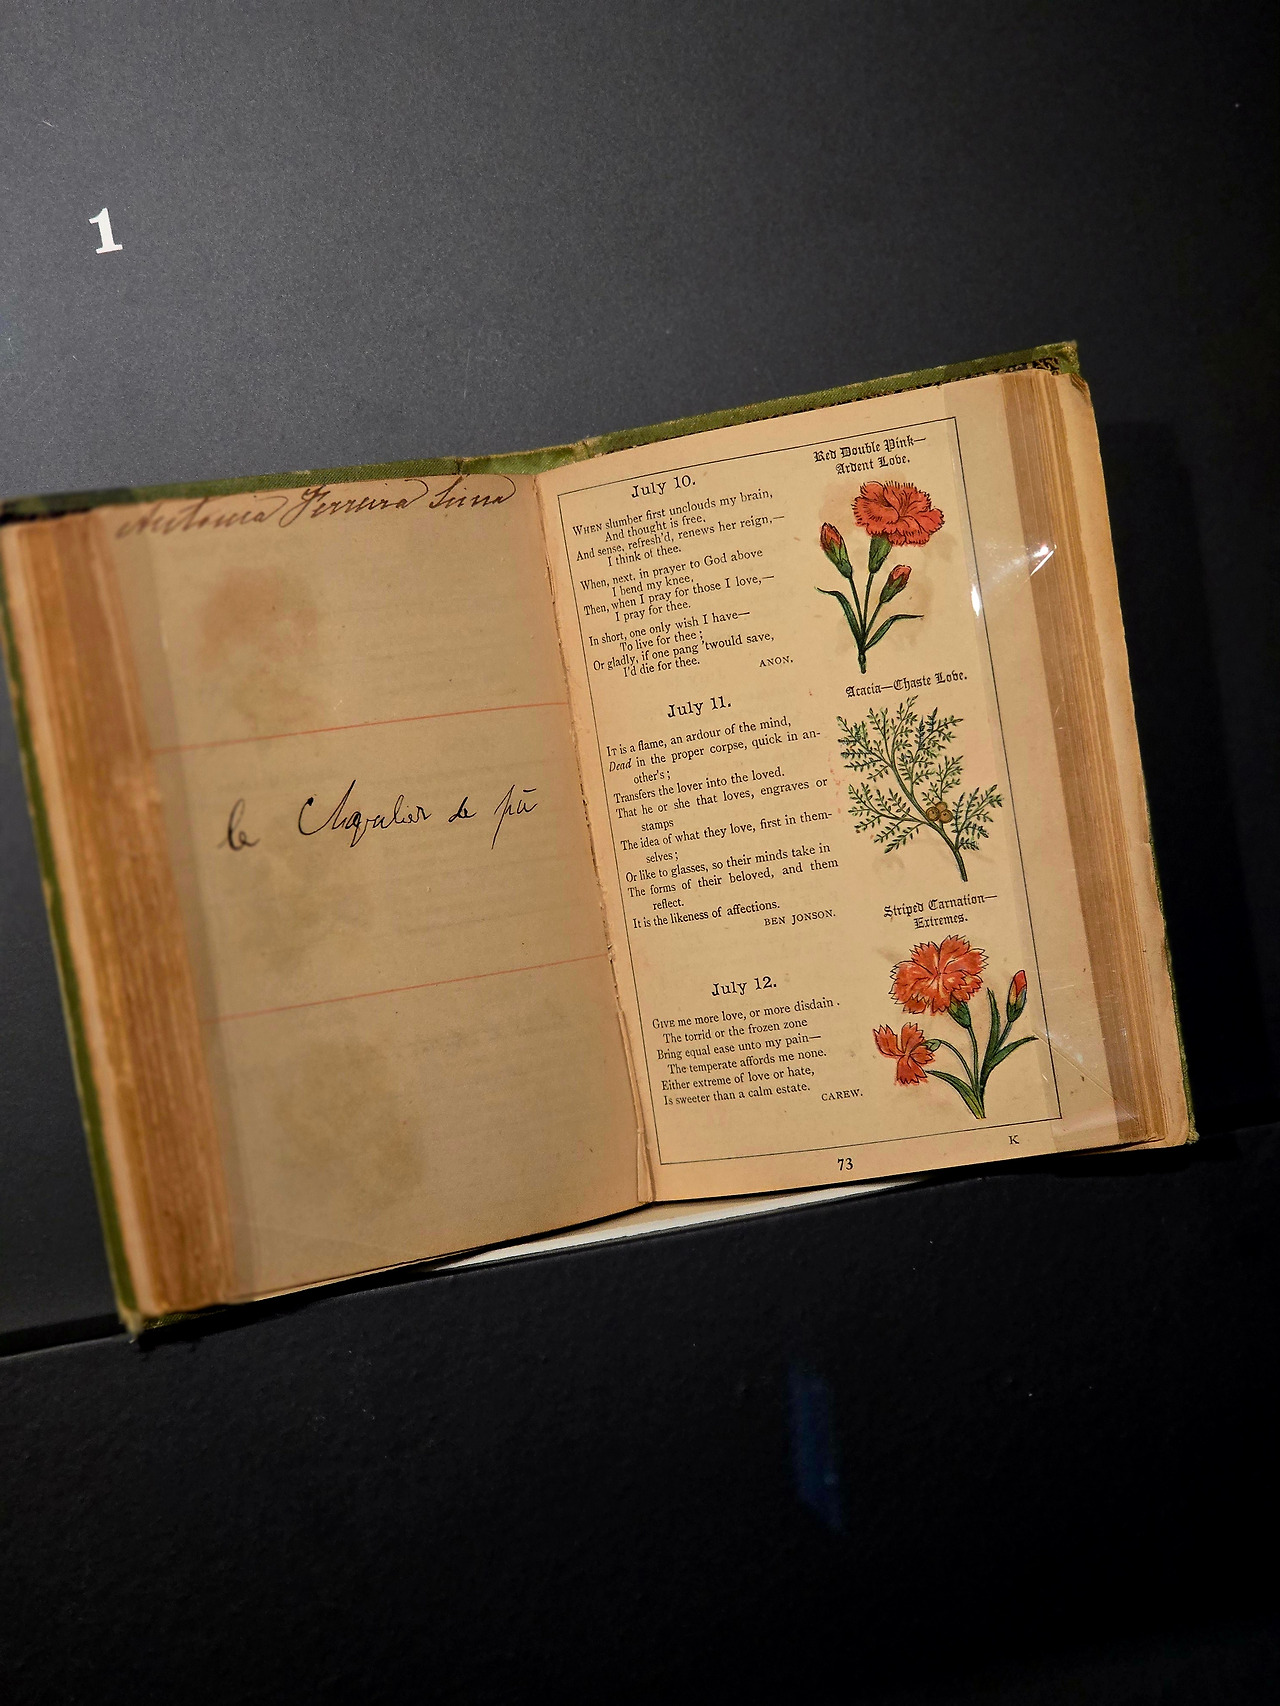 1
Antonia Ferreira Lima
le Chevalier de
July 10.
WHEN slumber first unclouds my brain,
And thought is free,
And sense, refresh'd, renews her reign,—
I think of thee.
When, next, in prayer to God above
I bend my knee,
Then, when I pray for those I love,—
I pray for thee.
In short, one only wish I have—
To live for thee;
Or gladly, if one pang 'twould save,
I'd die for thee.
ANON.
Red Double Pink—
Ardent Love.
July 11.
IT is a flame, an ardour of the mind,
Dead in the proper corpse, quick in an-
other's;
Transfers the lover into the loved.
That he or she that loves, engraves or
stamps
The idea of what they love, first in them-
selves;
Or like to glasses, so their minds take in
The forms of their beloved, and them
reflect.
It is the likeness of affections.
BEN JONSON.
Acacia—Chaste Love.
July 12.
GIVE me more love, or more disdain.
The torrid or the frozen zone
Bring equal ease unto my pain—
The temperate affords me none.
Either extreme of love or hate,
Is sweeter than a calm estate.
CAREW.
Striped Carnation—
Extremes.
K
73